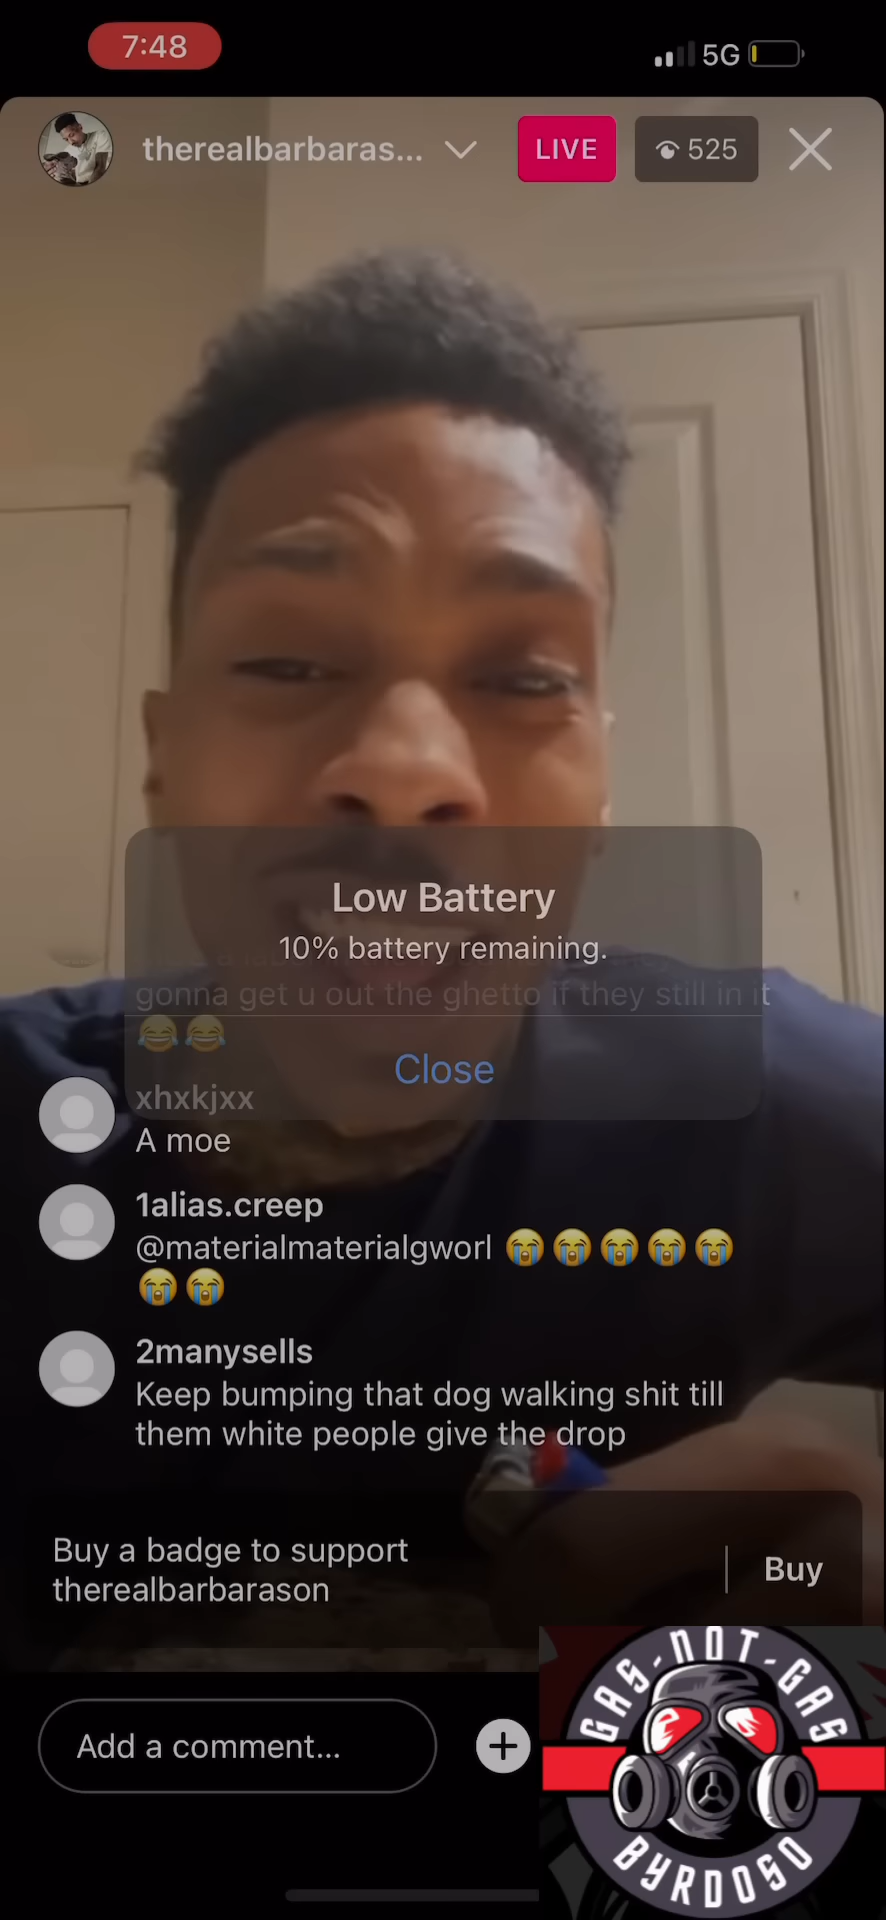 7:48
5G
therealbarbaras...
LIVE
525
Low Battery
10% battery remaining.
gonna get u out the ghetto if they still in it
😂😂
Close
xhxkjxx
A moe
1alias.creep
@materialmaterialgworl 😭😭😭😭😭
😭😭
2manysells
Keep bumping that dog walking shit till
them white people give the drop
Buy a badge to support
therealbarbarason
Buy
Add a comment...
GAS-NOT-GAS
BYRDOSO